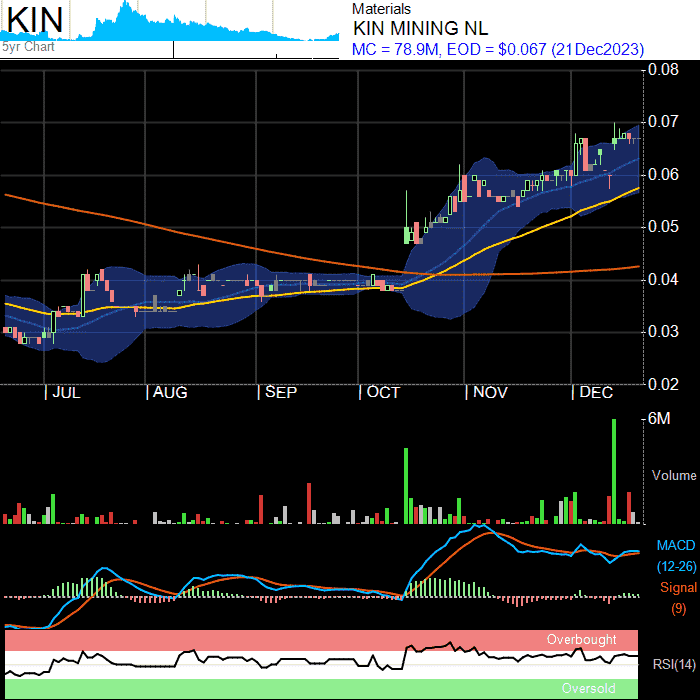 KIN
5yr Chart
Materials
KIN MINING NL
MC = 78.9M, EOD = $0.067 (21Dec2023)
0.08
0.07
0.06
0.05
0.04
0.03
0.02
JUL AUG SEP OCT NOV DEC
6M
Volume
MACD
(12-26)
Signal
(9)
Overbought
RSI(14)
Oversold